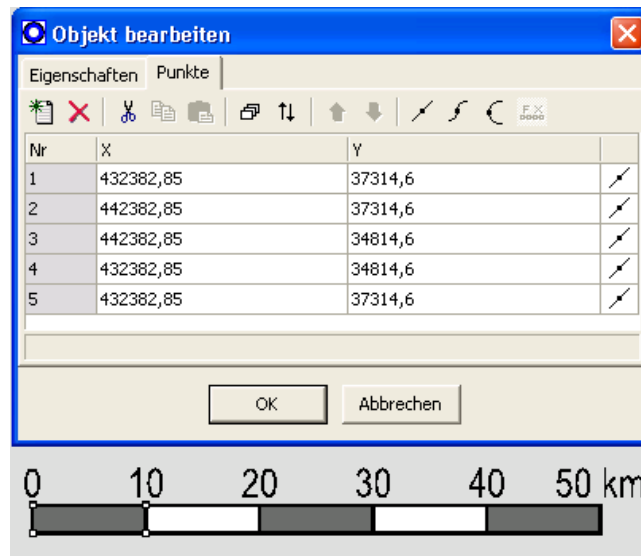 Objekt bearbeiten
Eigenschaften Punkte
Nr X Y
1 432382,85 37314,6
2 442382,85 37314,6
3 442382,85 34814,6
4 432382,85 34814,6
5 432382,85 37314,6
OK Abbrechen
0 10 20 30 40 50 km